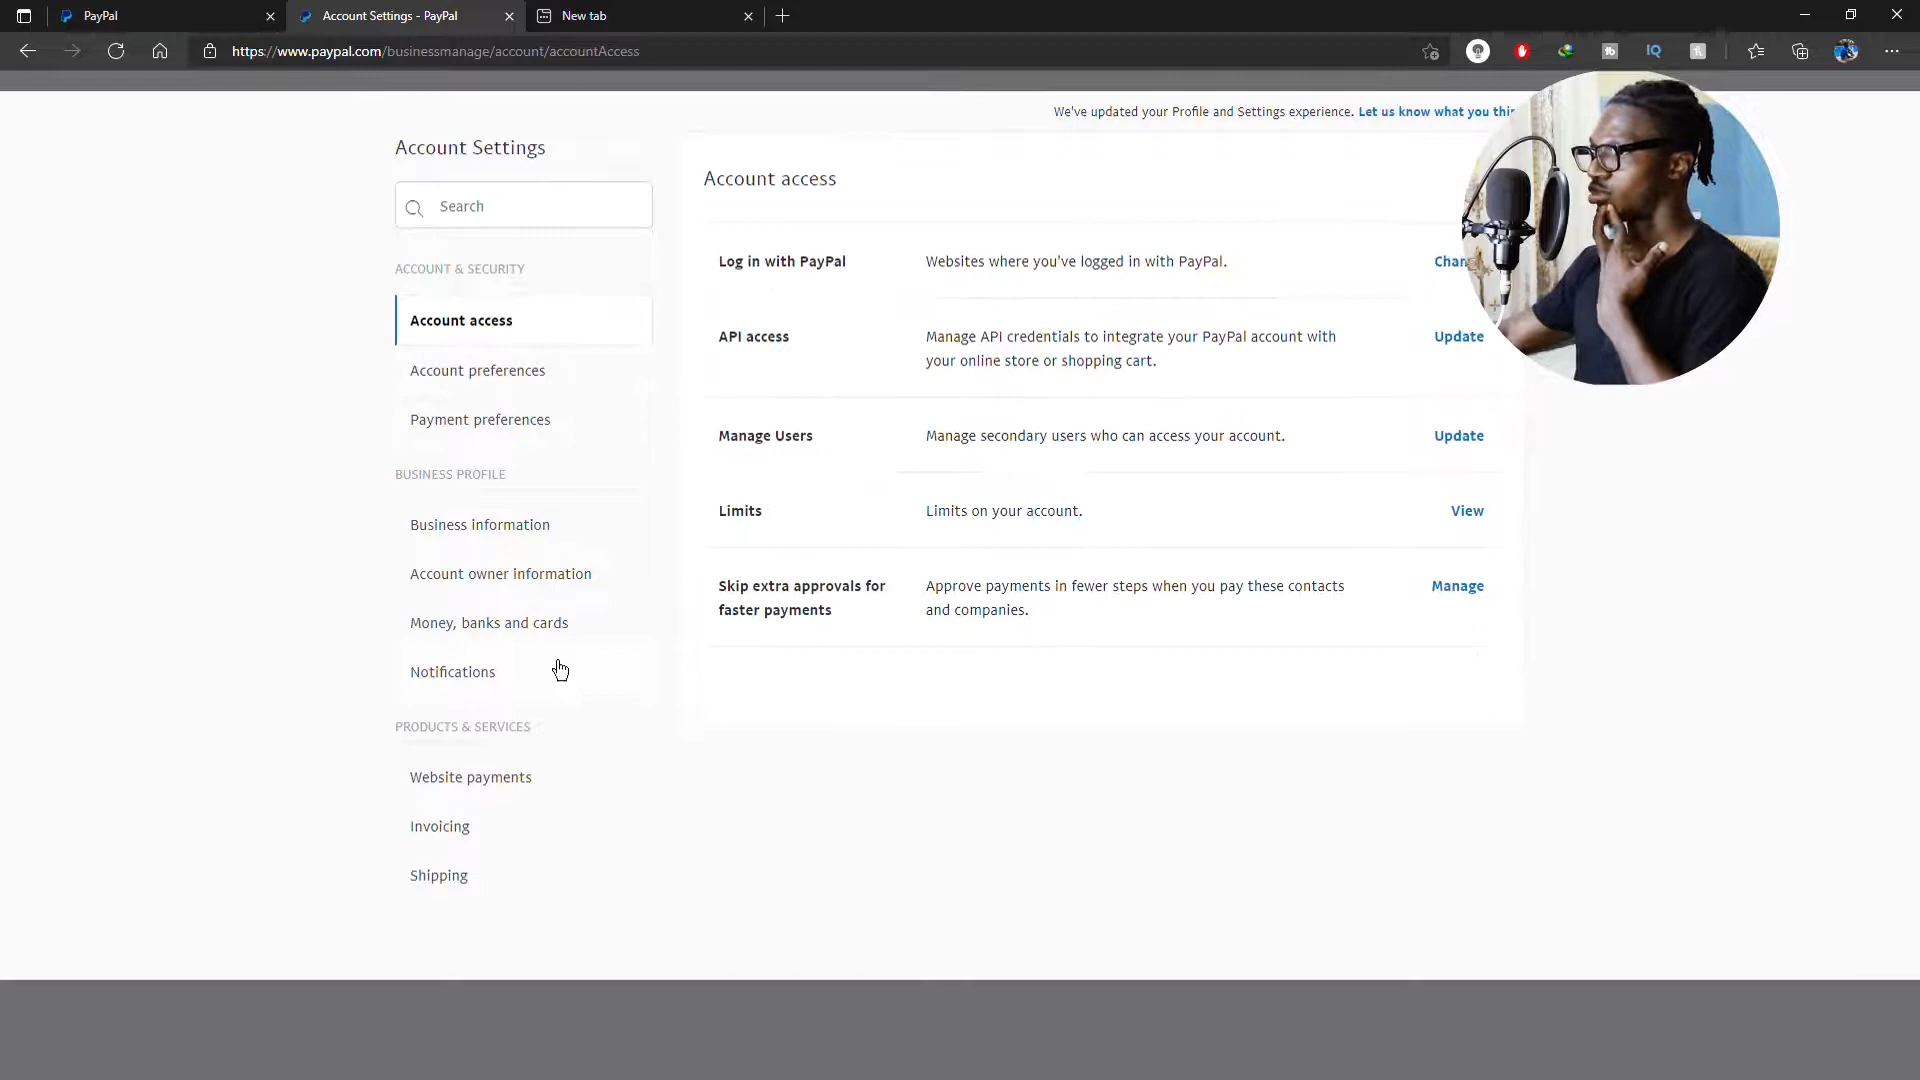 PayPal
Account Settings - PayPal
New tab
https://www.paypal.com/businessmanage/account/accountAccess
We've updated your Profile and Settings experience. Let us know what you
Account Settings
Search
ACCOUNT & SECURITY
Account access
Account preferences
Payment preferences
BUSINESS PROFILE
Business information
Account owner information
Money, banks and cards
Notifications
PRODUCTS & SERVICES
Website payments
Invoicing
Shipping
Account access
Log in with PayPal
Websites where you've logged in with PayPal.
API access
Manage API credentials to integrate your PayPal account with
your online store or shopping cart.
Update
Manage Users
Manage secondary users who can access your account.
Update
Limits
Limits on your account.
View
Skip extra approvals for
faster payments
Approve payments in fewer steps when you pay these contacts
and companies.
Manage